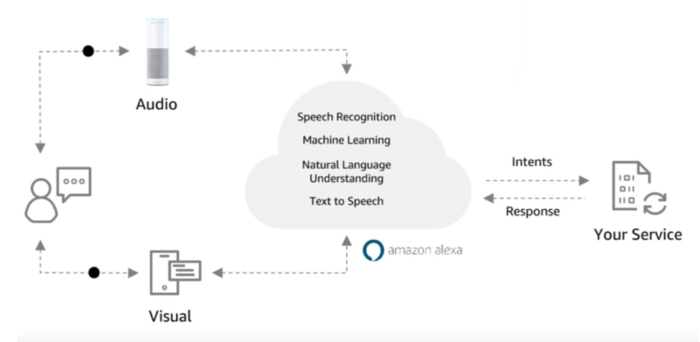 Audio
Speech Recognition
Machine Learning
Natural Language
Understanding
Text to Speech
Intents
Response
Your Service
amazon alexa
Visual